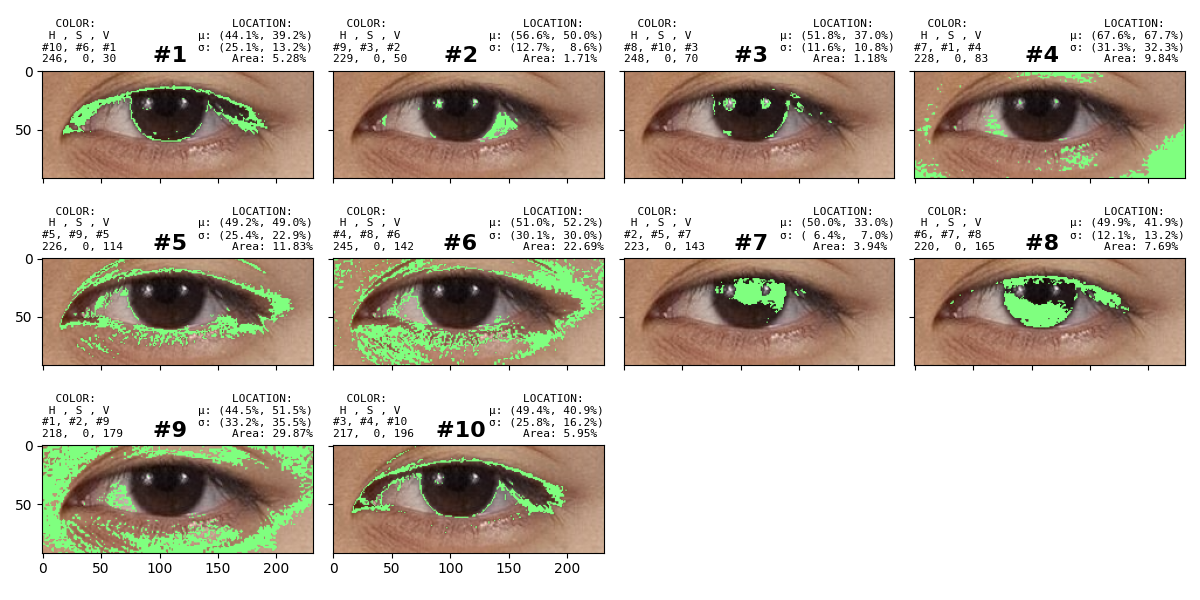 COLOR: LOCATION:
H , S , V μ: (44.1%, 39.2%)
#10, #6, #1 σ: (25.1%, 13.2%)
246, 0, 30 #1 Area: 5.28%
COLOR: LOCATION:
H , S , V μ: (56.6%, 50.0%)
#9, #3, #2 σ: (12.7%, 8.6%)
229, 0, 50 #2 Area: 1.71%
COLOR: LOCATION:
H , S , V μ: (51.8%, 37.0%)
#8, #10, #3 σ: (11.6%, 10.8%)
248, 0, 70 #3 Area: 1.18%
COLOR: LOCATION:
H , S , V μ: (67.6%, 67.7%)
#7, #1, #4 σ: (31.3%, 32.3%)
228, 0, 83 #4 Area: 9.84%
0
50
COLOR: LOCATION:
H , S , V μ: (49.2%, 49.0%)
#5, #9, #5 σ: (25.4%, 22.9%)
226, 0, 114 #5 Area: 11.83%
COLOR: LOCATION:
H , S , V μ: (51.0%, 52.2%)
#4, #8, #6 σ: (30.1%, 30.0%)
245, 0, 142 #6 Area: 22.69%
COLOR: LOCATION:
H , S , V μ: (50.0%, 33.0%)
#2, #5, #7 σ: ( 6.4%, 7.0%)
223, 0, 143 #7 Area: 3.94%
COLOR: LOCATION:
H , S , V μ: (49.9%, 41.9%)
#6, #7, #8 σ: (12.1%, 13.2%)
220, 0, 165 #8 Area: 7.69%
0
50
COLOR: LOCATION:
H , S , V μ: (44.5%, 51.5%)
#1, #2, #9 σ: (33.2%, 35.5%)
218, 0, 179 #9 Area: 29.87%
COLOR: LOCATION:
H , S , V μ: (49.4%, 40.9%)
#3, #4, #10 σ: (25.8%, 16.2%)
217, 0, 196 #10 Area: 5.95%
0
50
0 50 100 150 200
0 50 100 150 200